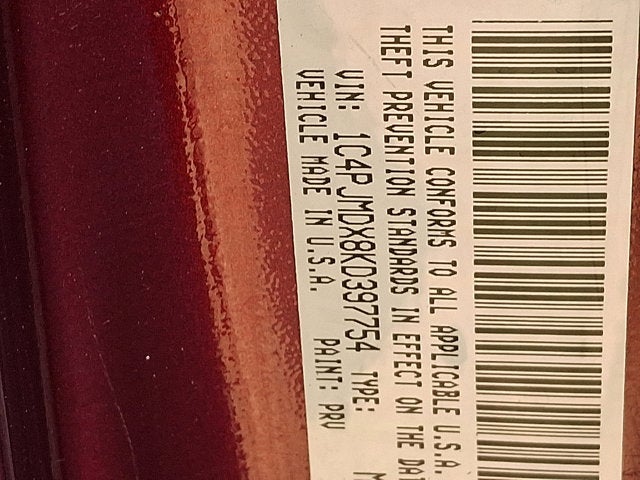 THIS VEHICLE CONFORMS TO ALL APPLICABLE U.S.A.
THEFT PREVENTION STANDARDS IN EFFECT ON THE DAT
VIN: 1C4PJMDX8KD397754 TYPE: M
VEHICLE MADE IN U.S.A. PAINT: PRV